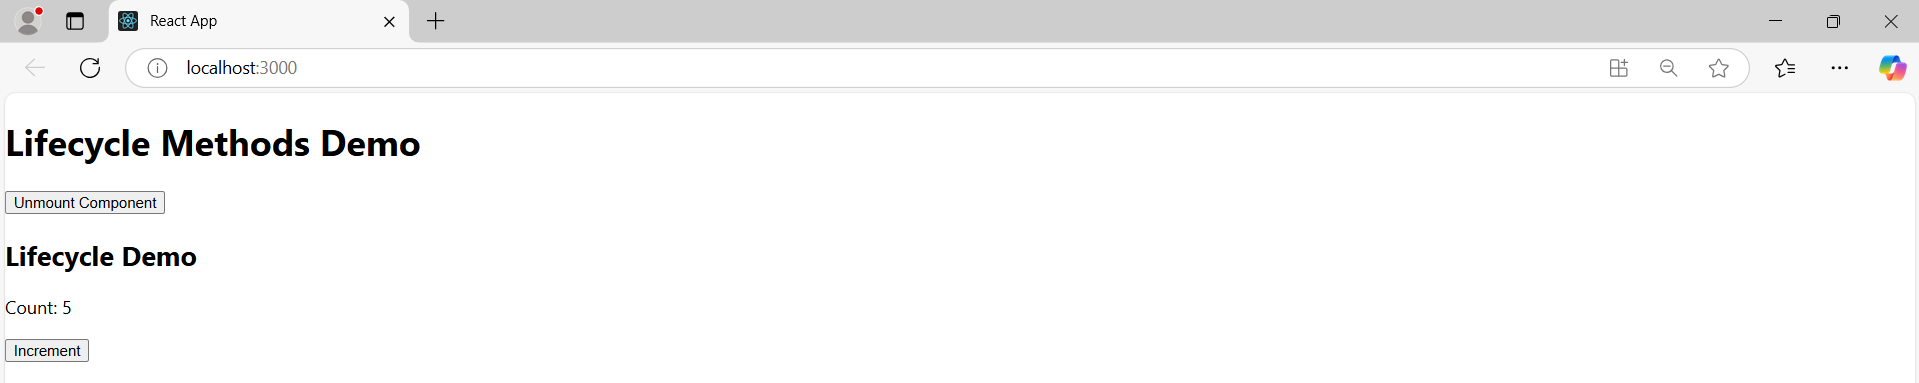 React App
localhost:3000
Lifecycle Methods Demo
Unmount Component
Lifecycle Demo
Count: 5
Increment